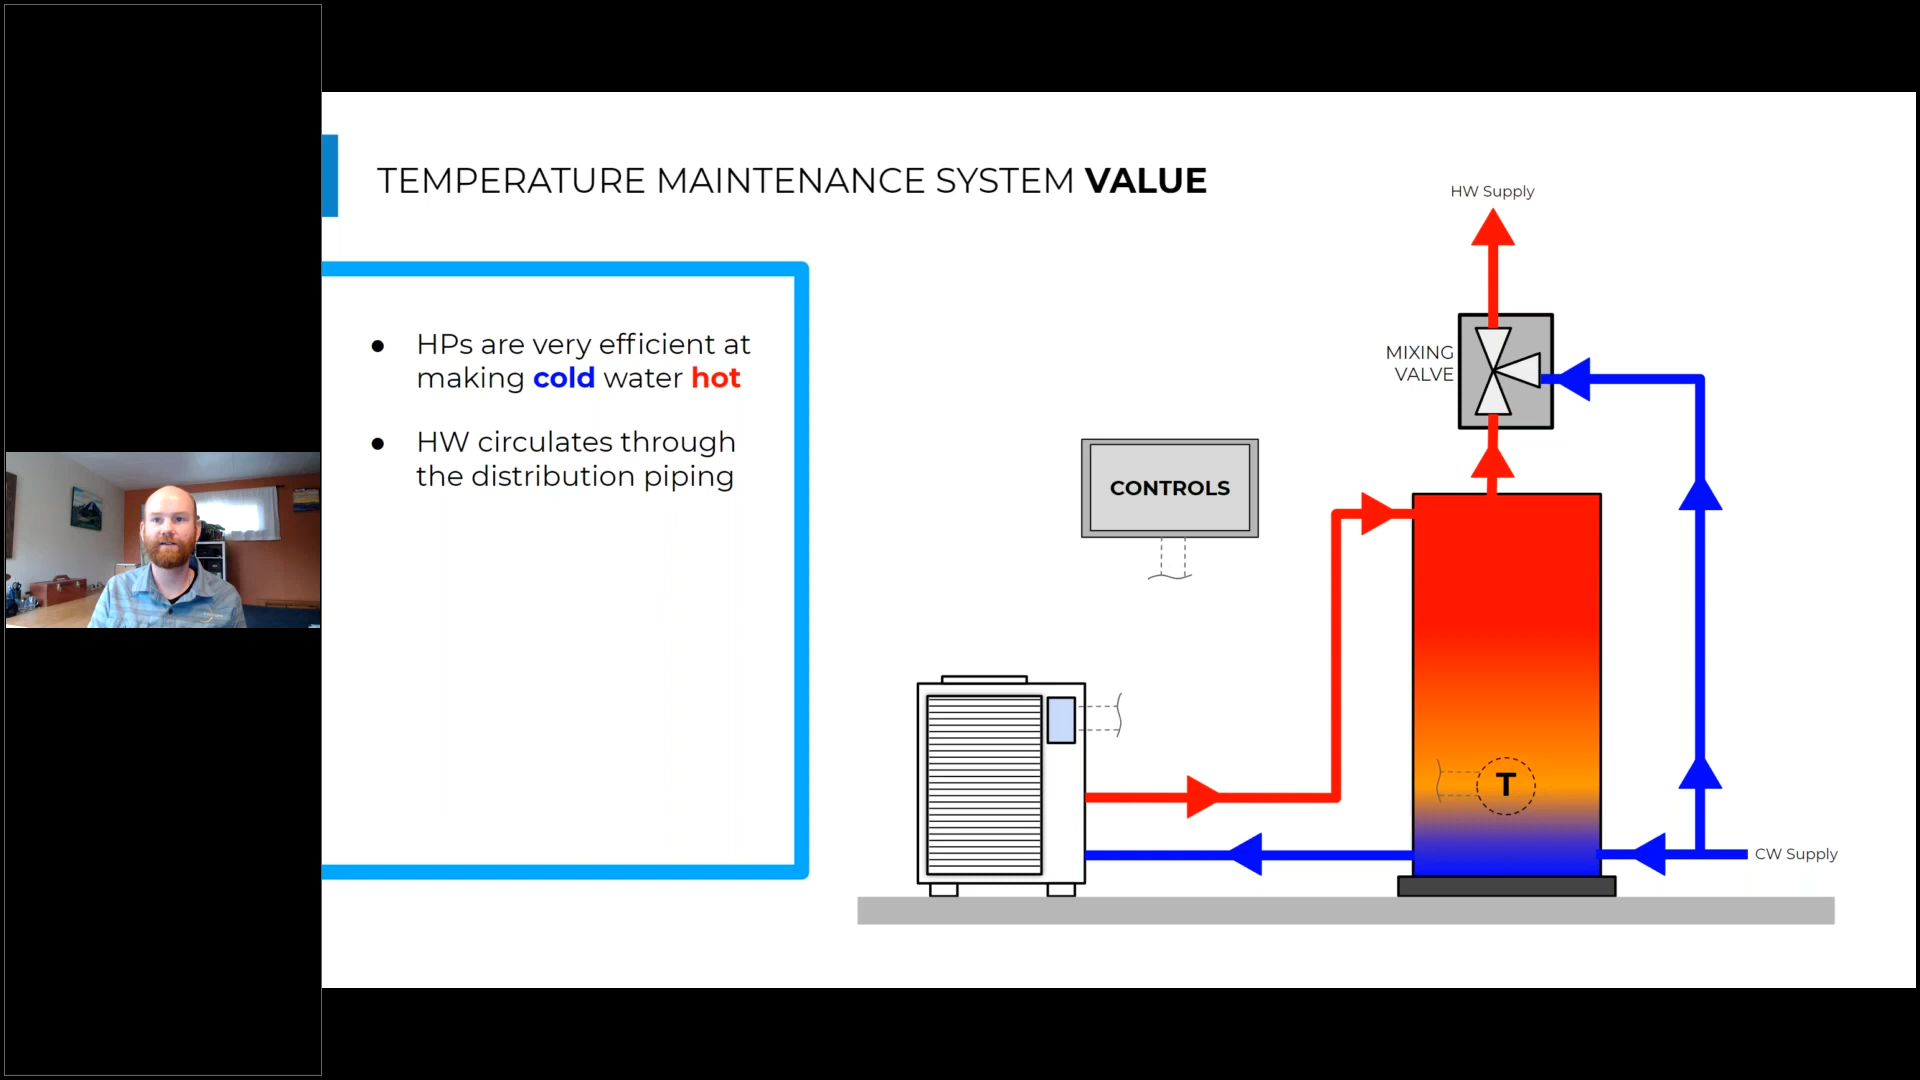 TEMPERATURE MAINTENANCE SYSTEM VALUE
HPs are very efficient at
making cold water hot
HW circulates through
the distribution piping
HW Supply
MIXING
VALVE
CONTROLS
T
CW Supply